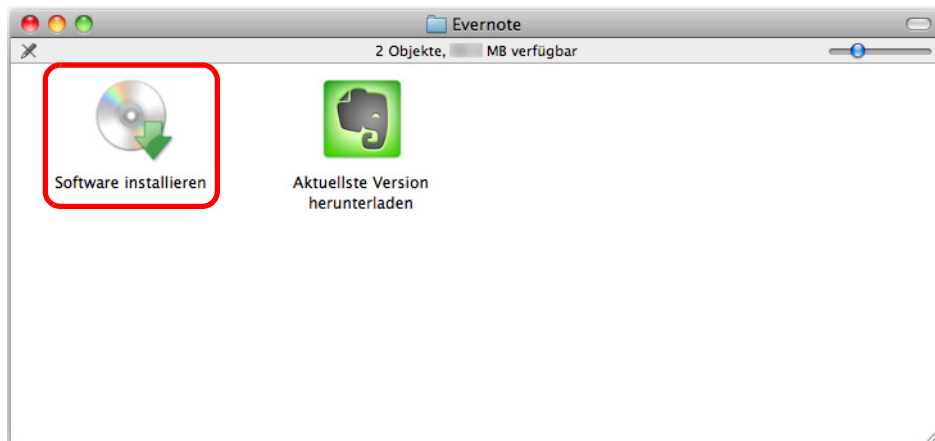 Evernote
2 Objekte, MB verfügbar
Software installieren
Aktuellste Version
herunterladen